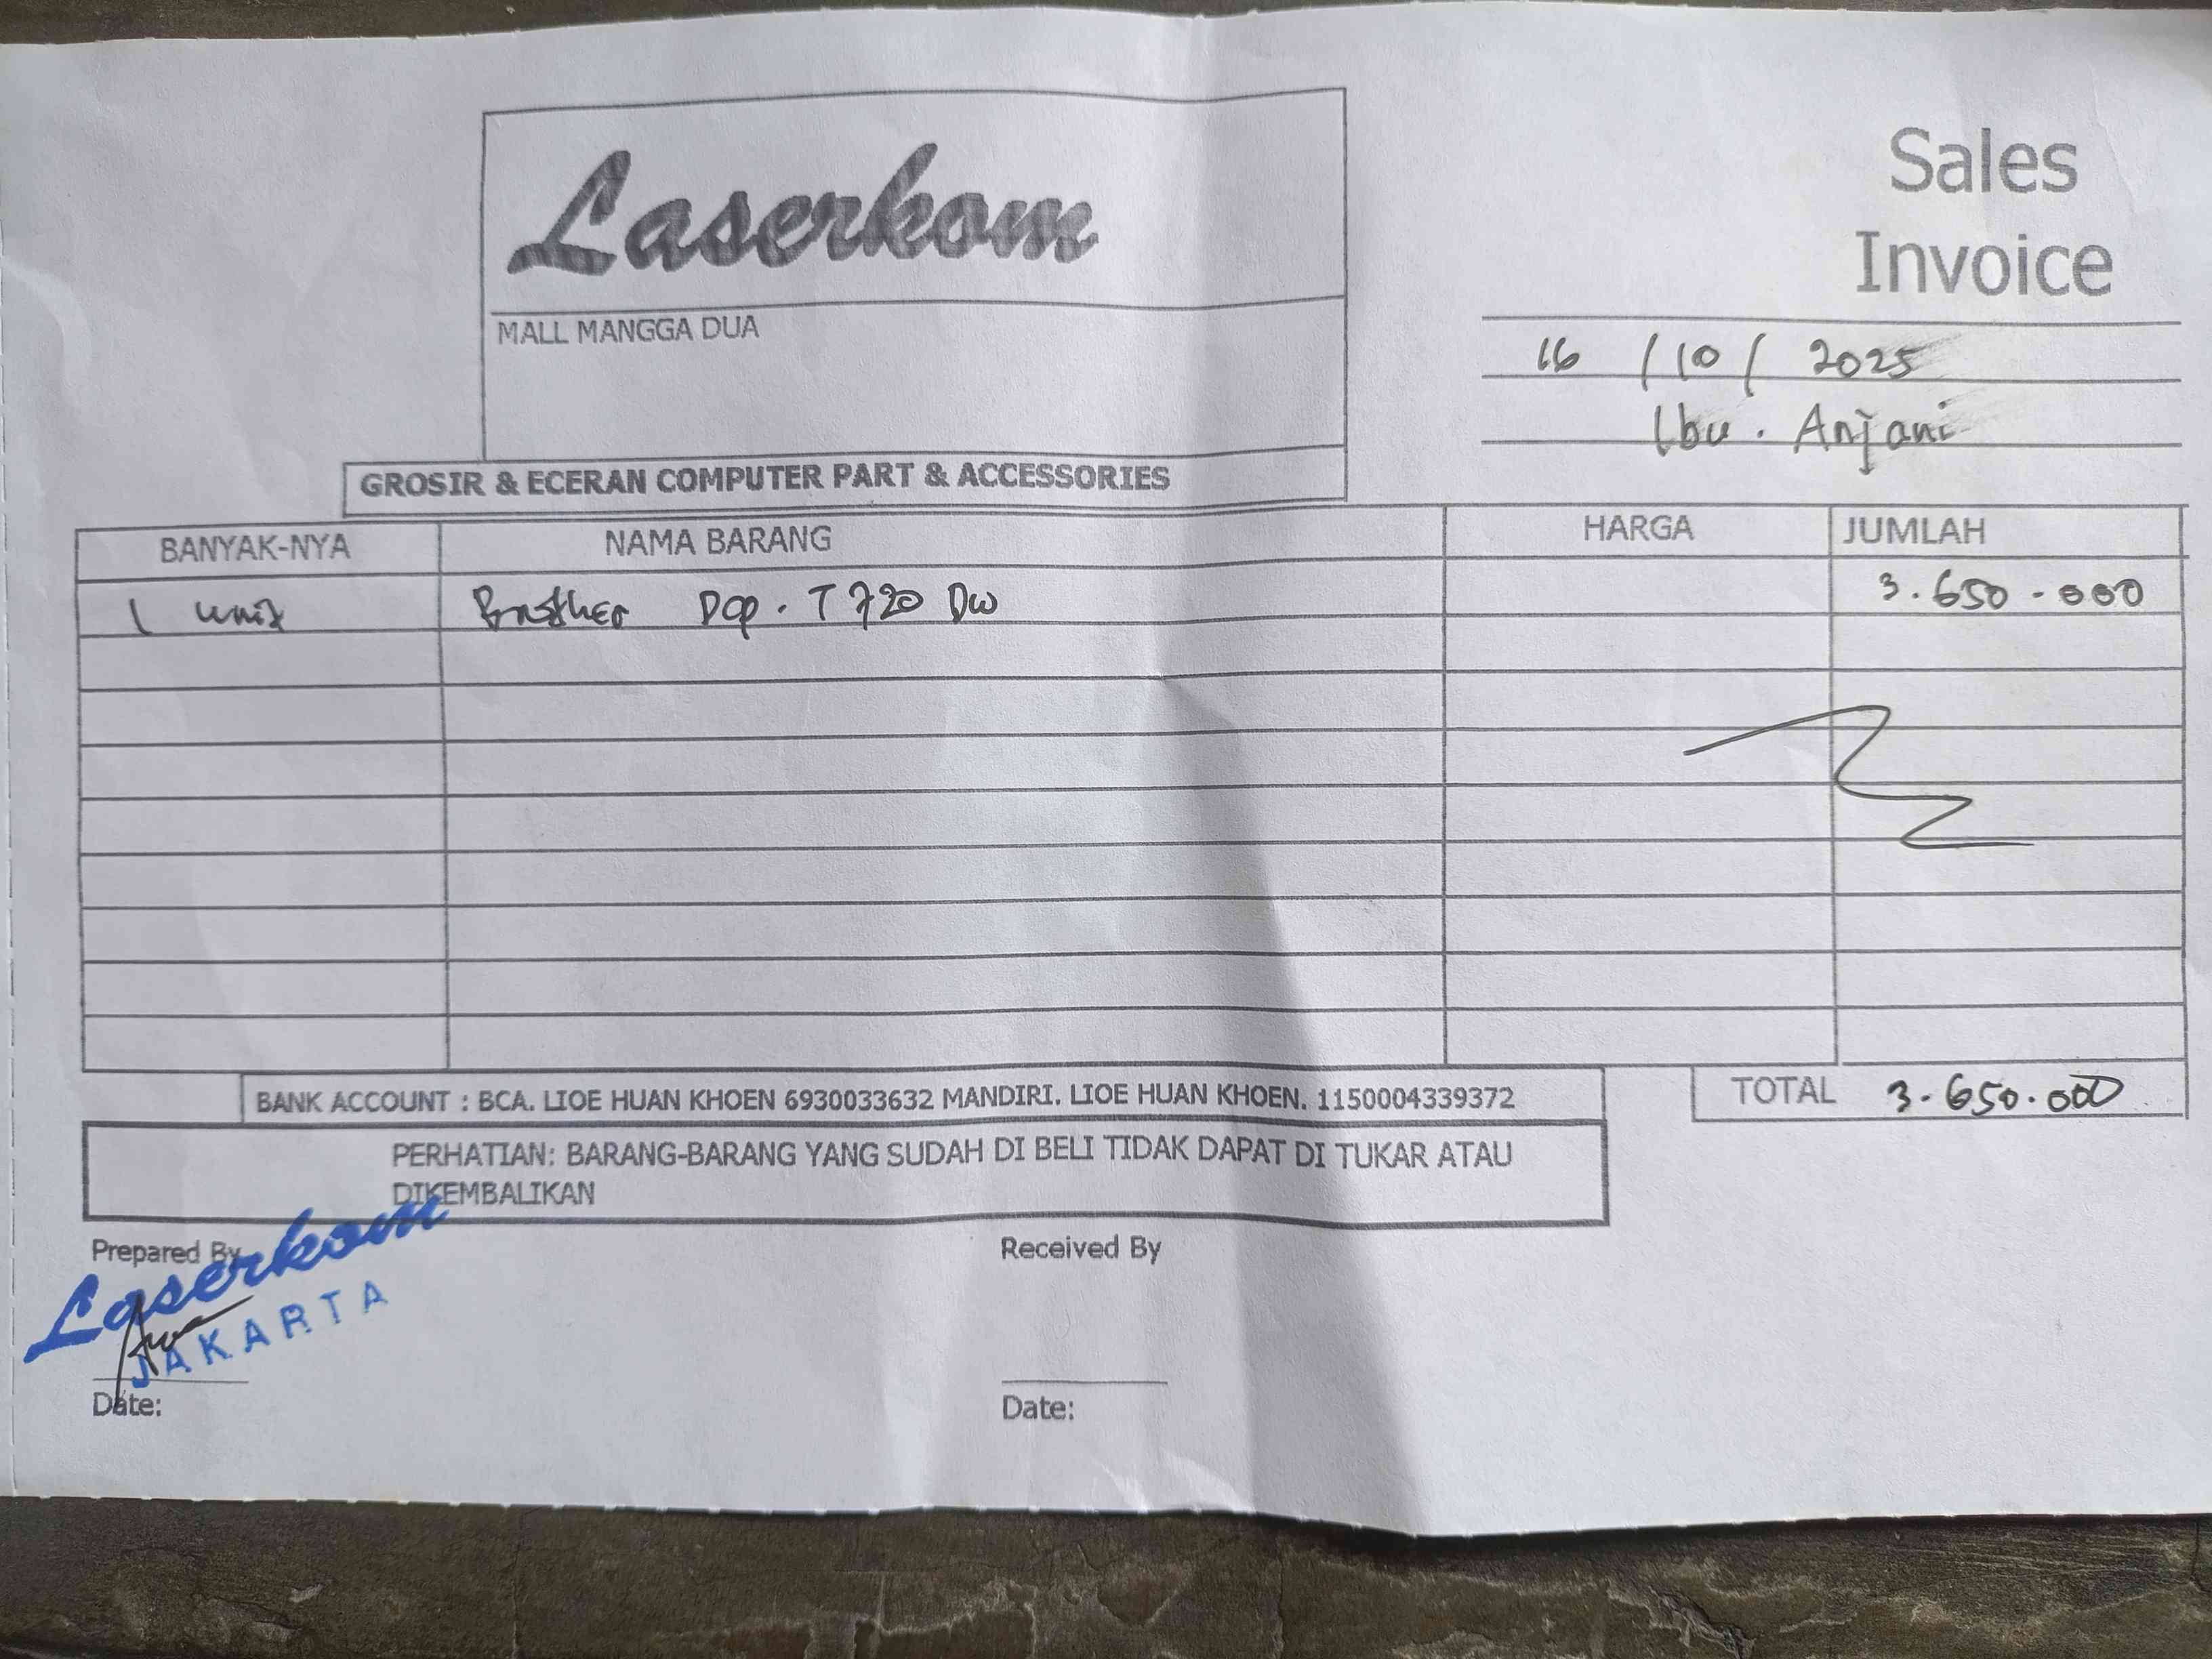 Laserkom
MALL MANGGA DUA
GROSIR & ECERAN COMPUTER PART & ACCESSORIES
Sales
Invoice
16 / 10 / 2025
Ibu. Anjani
BANYAK-NYA NAMA BARANG HARGA JUMLAH
1 unit Brother Dcp. T720 DW 3.650.000
BANK ACCOUNT : BCA. LIOE HUAN KHOEN 6930033632 MANDIRI. LIOE HUAN KHOEN. 1150004339372
TOTAL 3.650.000
PERHATIAN: BARANG-BARANG YANG SUDAH DI BELI TIDAK DAPAT DI TUKAR ATAU
DIKEMBALIKAN
Prepared By Received By
Laserkom
JAKARTA
Date: Date: